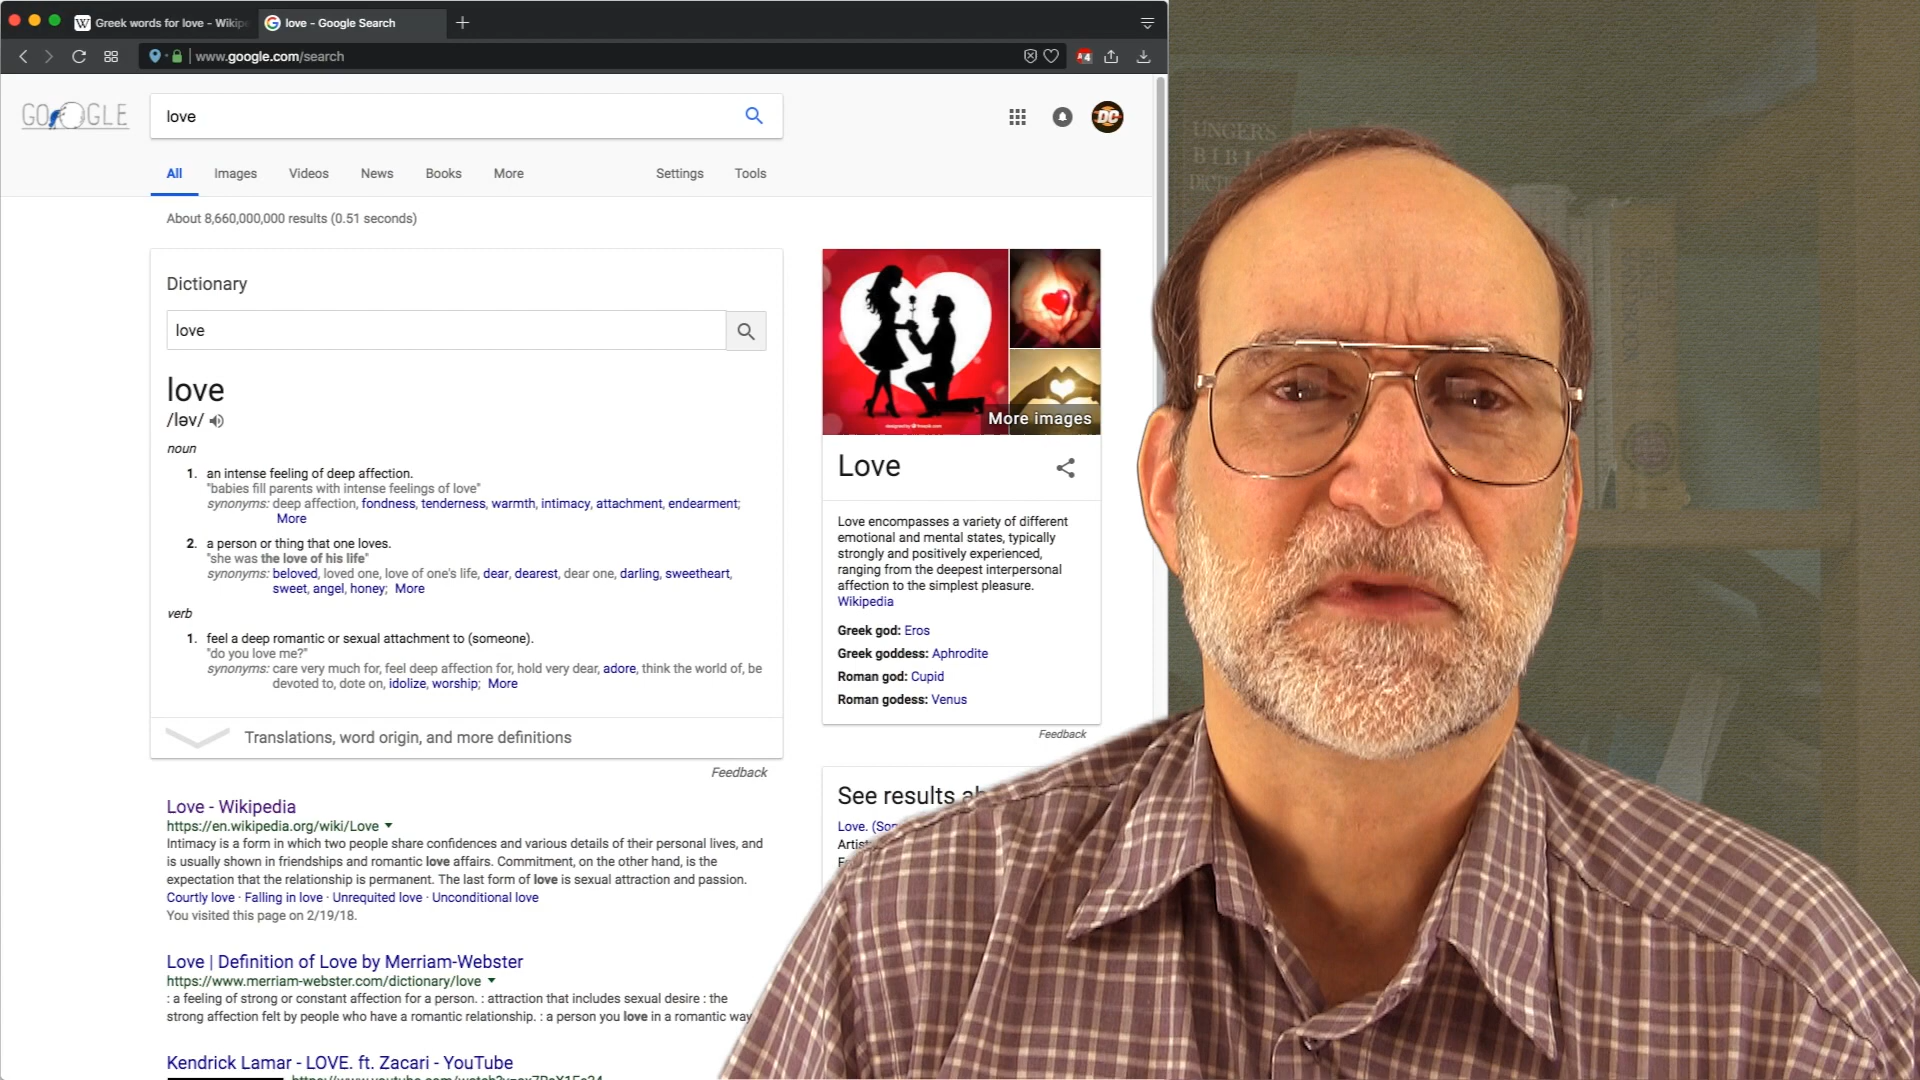 Greek words for love - Wikip
love - Google Search
www.google.com/search
GOOGLE
love
DC
All Images Videos News Books More Settings Tools
About 8,660,000,000 results (0.51 seconds)
Dictionary
love
love
/ləv/
noun
1. an intense feeling of deep affection.
"babies fill parents with intense feelings of love"
synonyms: deep affection, fondness, tenderness, warmth, intimacy, attachment, endearment;
More
2. a person or thing that one loves.
"she was the love of his life"
synonyms: beloved, loved one, love of one's life, dear, dearest, dear one, darling, sweetheart,
sweet, angel, honey; More
verb
1. feel a deep romantic or sexual attachment to (someone).
"do you love me?"
synonyms: care very much for, feel deep affection for, hold very dear, adore, think the world of, be
devoted to, dote on, idolize, worship; More
Translations, word origin, and more definitions
Feedback
Love - Wikipedia
https://en.wikipedia.org/wiki/Love
Intimacy is a form in which two people share confidences and various details of their personal lives, and
is usually shown in friendships and romantic love affairs. Commitment, on the other hand, is the
expectation that the relationship is permanent. The last form of love is sexual attraction and passion.
Courtly love · Falling in love · Unrequited love · Unconditional love
You visited this page on 2/19/18.
Love | Definition of Love by Merriam-Webster
https://www.merriam-webster.com/dictionary/love
: a feeling of strong or constant affection for a person. : attraction that includes sexual desire : the
strong affection felt by people who have a romantic relationship. : a person you love in a romantic way
Kendrick Lamar - LOVE. ft. Zacari - YouTube
More images
Love
Love encompasses a variety of different
emotional and mental states, typically
strongly and positively experienced,
ranging from the deepest interpersonal
affection to the simplest pleasure.
Wikipedia
Greek god: Eros
Greek goddess: Aphrodite
Roman god: Cupid
Roman godess: Venus
Feedback
See results
Love.
UNGER'S